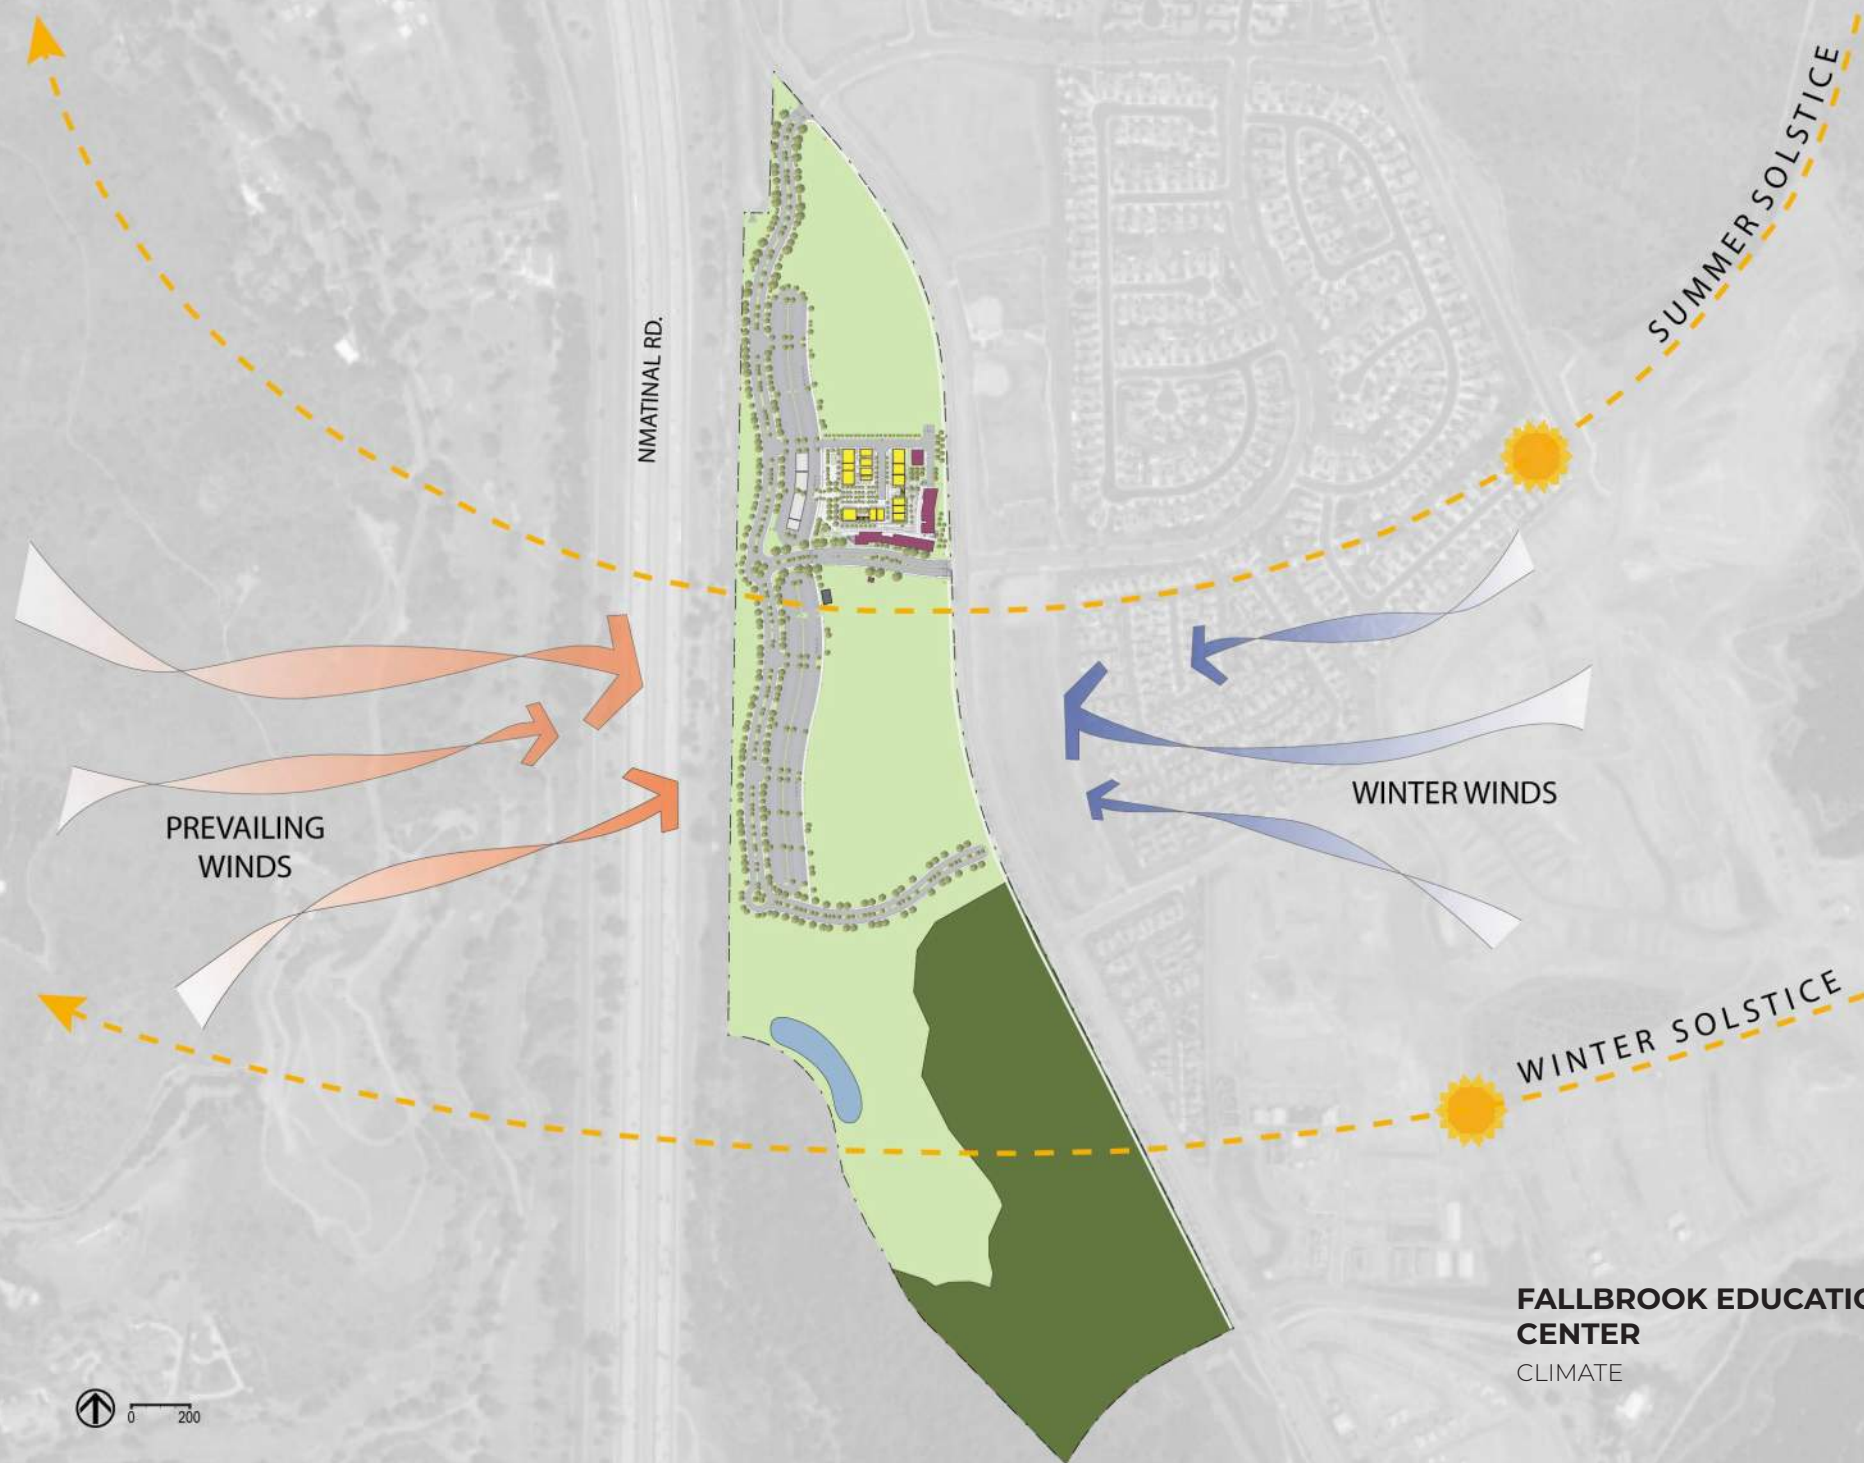 SUMMER SOLSTICE
NMATINAL RD.
PREVAILING
WINDS
WINTER WINDS
WINTER SOLSTICE
FALLBROOK EDUCATIO
CENTER
CLIMATE
0 200